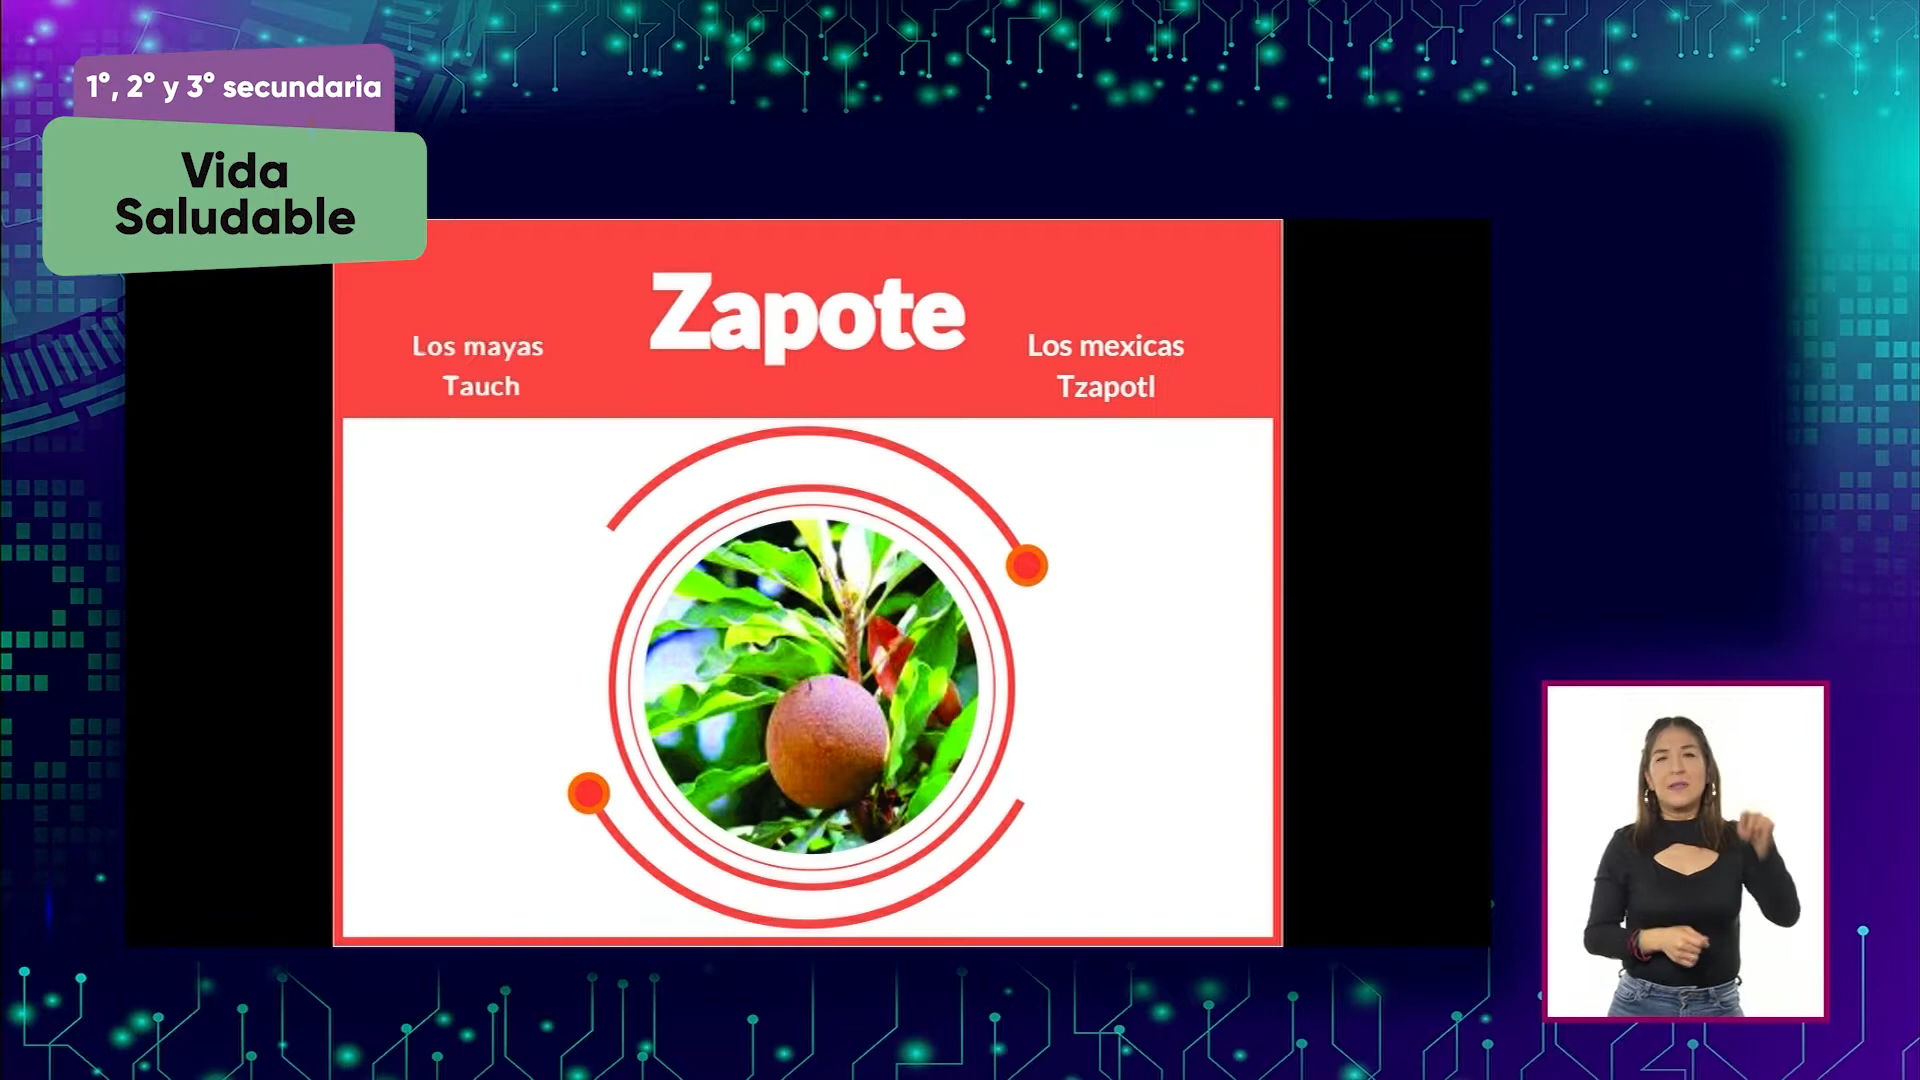 1°, 2° y 3° secundaria
Vida
Saludable
Zapote
Los mayas
Tauch
Los mexicas
Tzapotl